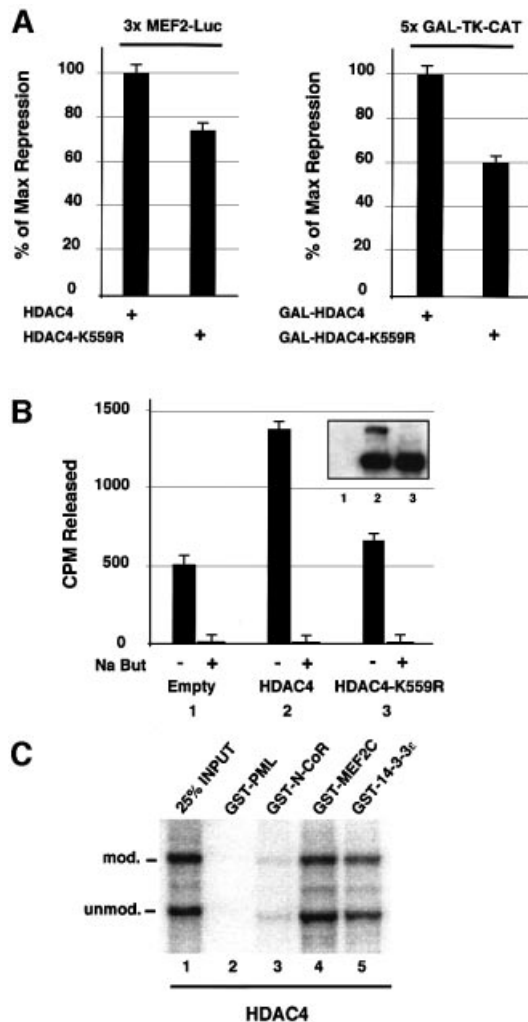 A
3x MEF2-Luc
5x GAL-TK-CAT
% of Max Repression
100
80
60
40
20
0
% of Max Repression
100
80
60
40
20
0
HDAC4 +
HDAC4-K559R +
GAL-HDAC4 +
GAL-HDAC4-K559R +
B
CPM Released
1500
1000
500
0
1 2 3
Na But - + - + - +
Empty HDAC4 HDAC4-K559R
1 2 3
C
25% INPUT
GST-PML
GST-N-CoR
GST-MEF2C
GST-14-3-3ε
mod. –
unmod. –
1 2 3 4 5
HDAC4